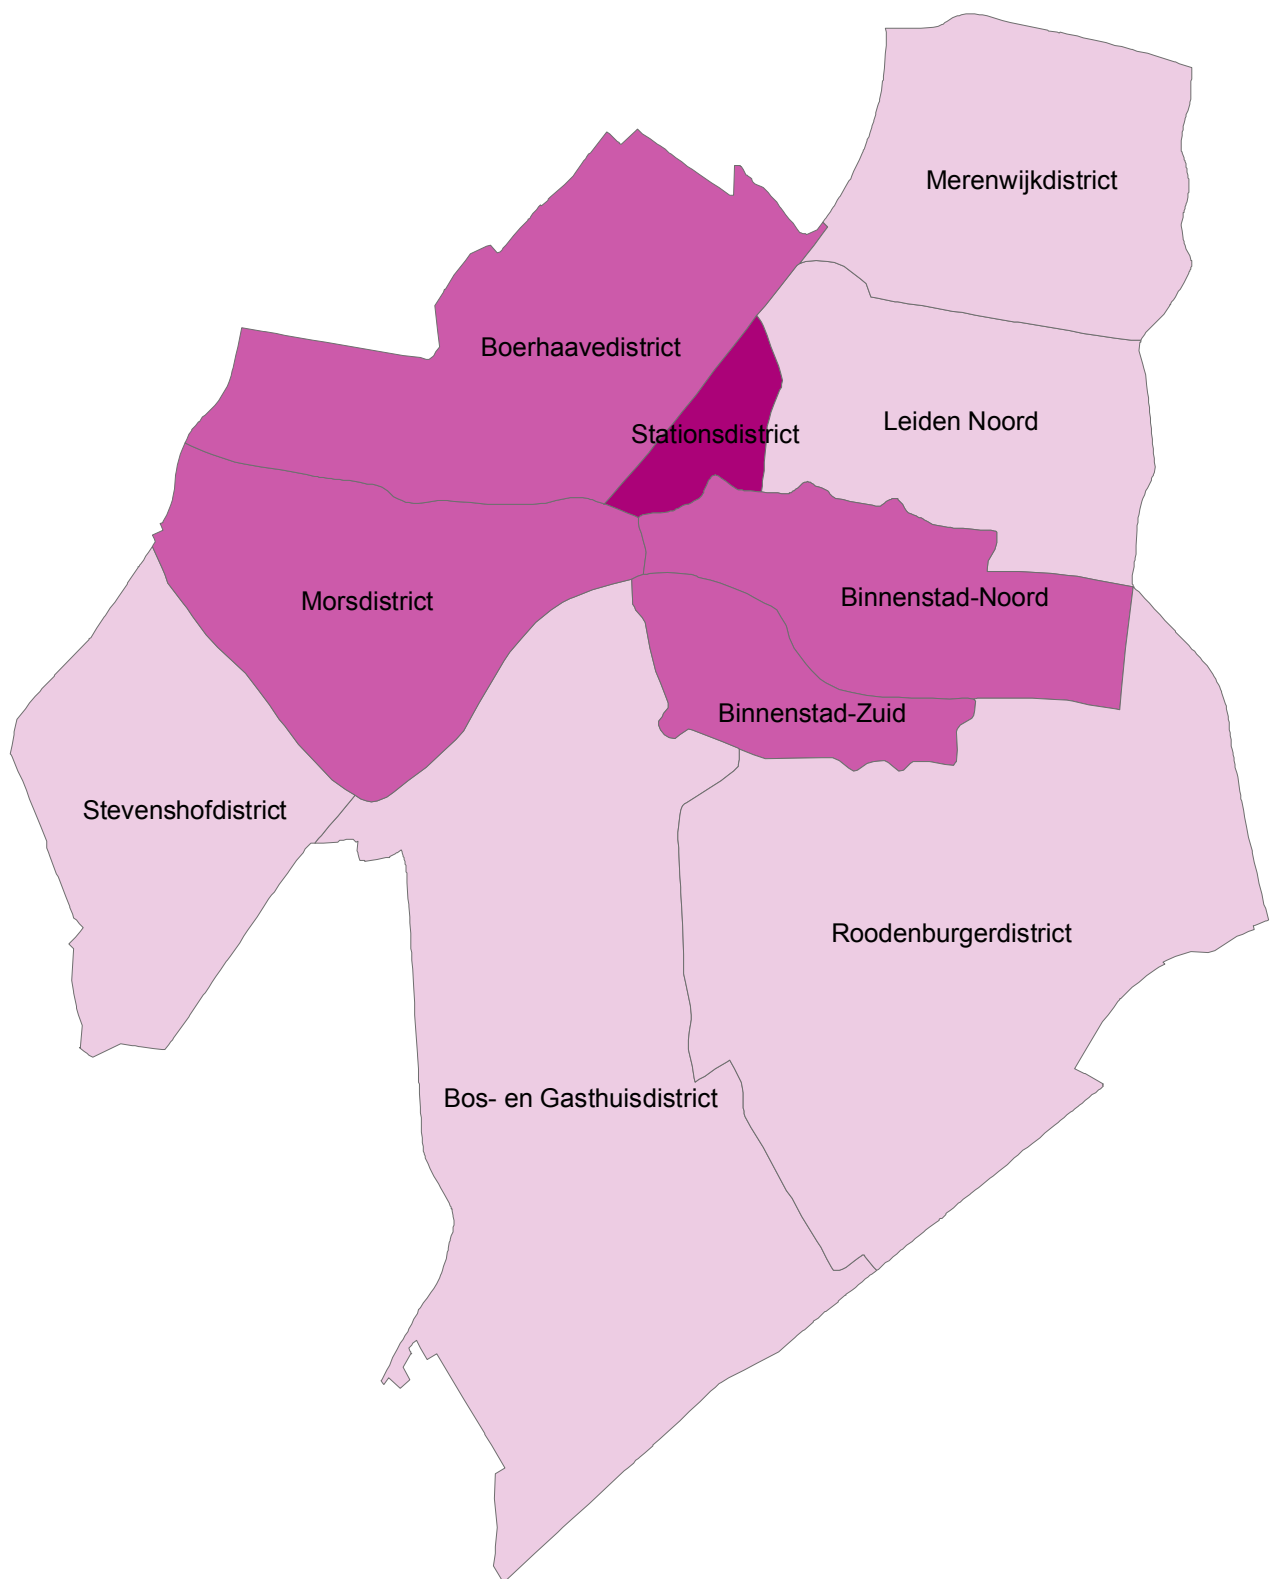 Merenwijkdistrict
Boerhaavedistrict
Leiden Noord
Stationsdistrict
Morsdistrict
Binnenstad-Noord
Binnenstad-Zuid
Stevenshofdistrict
Roodenburgerdistrict
Bos- en Gasthuisdistrict